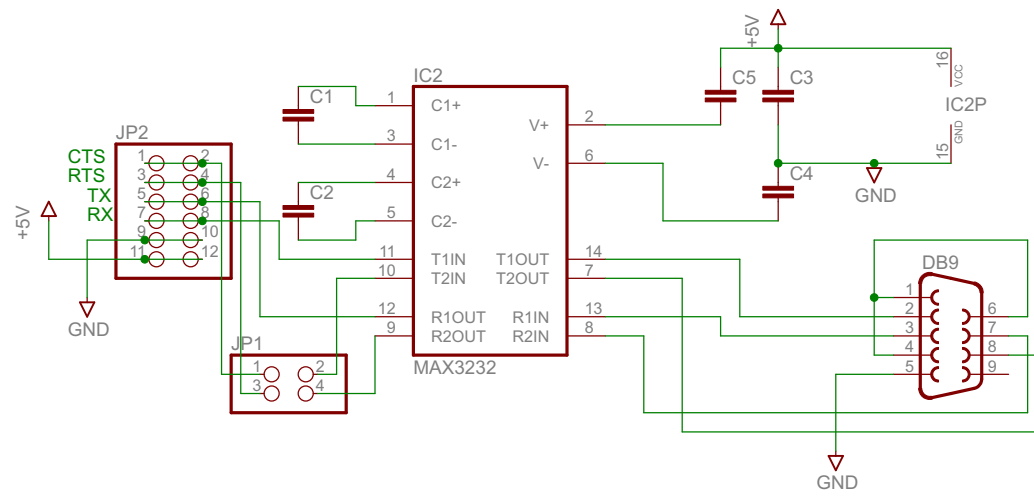 +5V
IC2
C1
1
C1+
3
C1-
C2
4
C2+
5
C2-
11
T1IN
10
T2IN
12
R1OUT
9
R2OUT
V+
2
V-
6
T1OUT
14
T2OUT
7
R1IN
13
R2IN
8
MAX3232
C5
C3
C4
16
VCC
IC2P
15
GND
GND
JP2
CTS
1
2
RTS
3
4
TX
5
6
RX
7
8
9
10
11
12
+5V
GND
JP1
1
2
3
4
DB9
1
2
3
4
5
6
7
8
9
GND